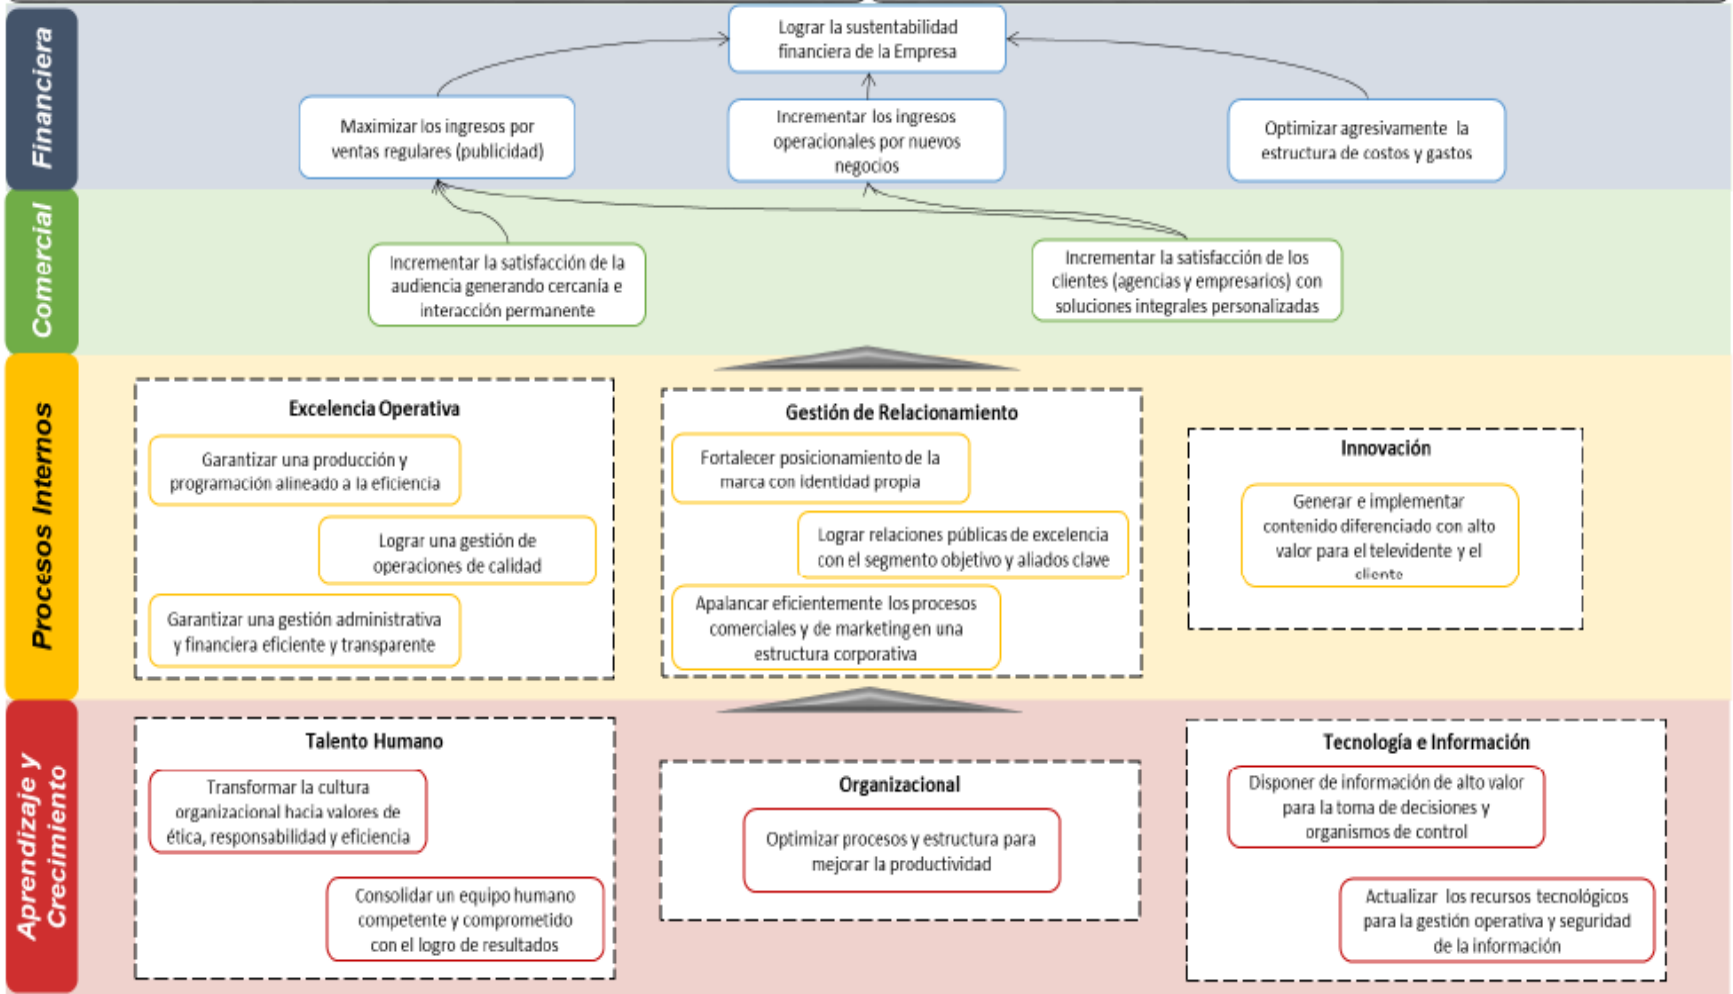 Financiera
Lograr la sustentabilidad
financiera de la Empresa
Maximizar los ingresos por
ventas regulares (publicidad)
Incrementar los ingresos
operacionales por nuevos
negocios
Optimizar agresivamente la
estructura de costos y gastos
Comercial
Incrementar la satisfacción de la
audiencia generando cercanía e
interacción permanente
Incrementar la satisfacción de los
clientes (agencias y empresarios) con
soluciones integrales personalizadas
Procesos Internos
Excelencia Operativa
Garantizar una producción y
programación alineado a la eficiencia
Lograr una gestión de
operaciones de calidad
Garantizar una gestión administrativa
y financiera eficiente y transparente
Gestión de Relacionamiento
Fortalecer posicionamiento de la
marca con identidad propia
Lograr relaciones públicas de excelencia
con el segmento objetivo y aliados clave
Apalancar eficientemente los procesos
comerciales y de marketing en una
estructura corporativa
Innovación
Generar e implementar
contenido diferenciado con alto
valor para el televidente y el
cliente
Aprendizaje y
Crecimiento
Talento Humano
Transformar la cultura
organizacional hacia valores de
ética, responsabilidad y eficiencia
Consolidar un equipo humano
competente y comprometido
con el logro de resultados
Organizacional
Optimizar procesos y estructura para
mejorar la productividad
Tecnología e Información
Disponer de información de alto valor
para la toma de decisiones y
organismos de control
Actualizar los recursos tecnológicos
para la gestión operativa y seguridad
de la información